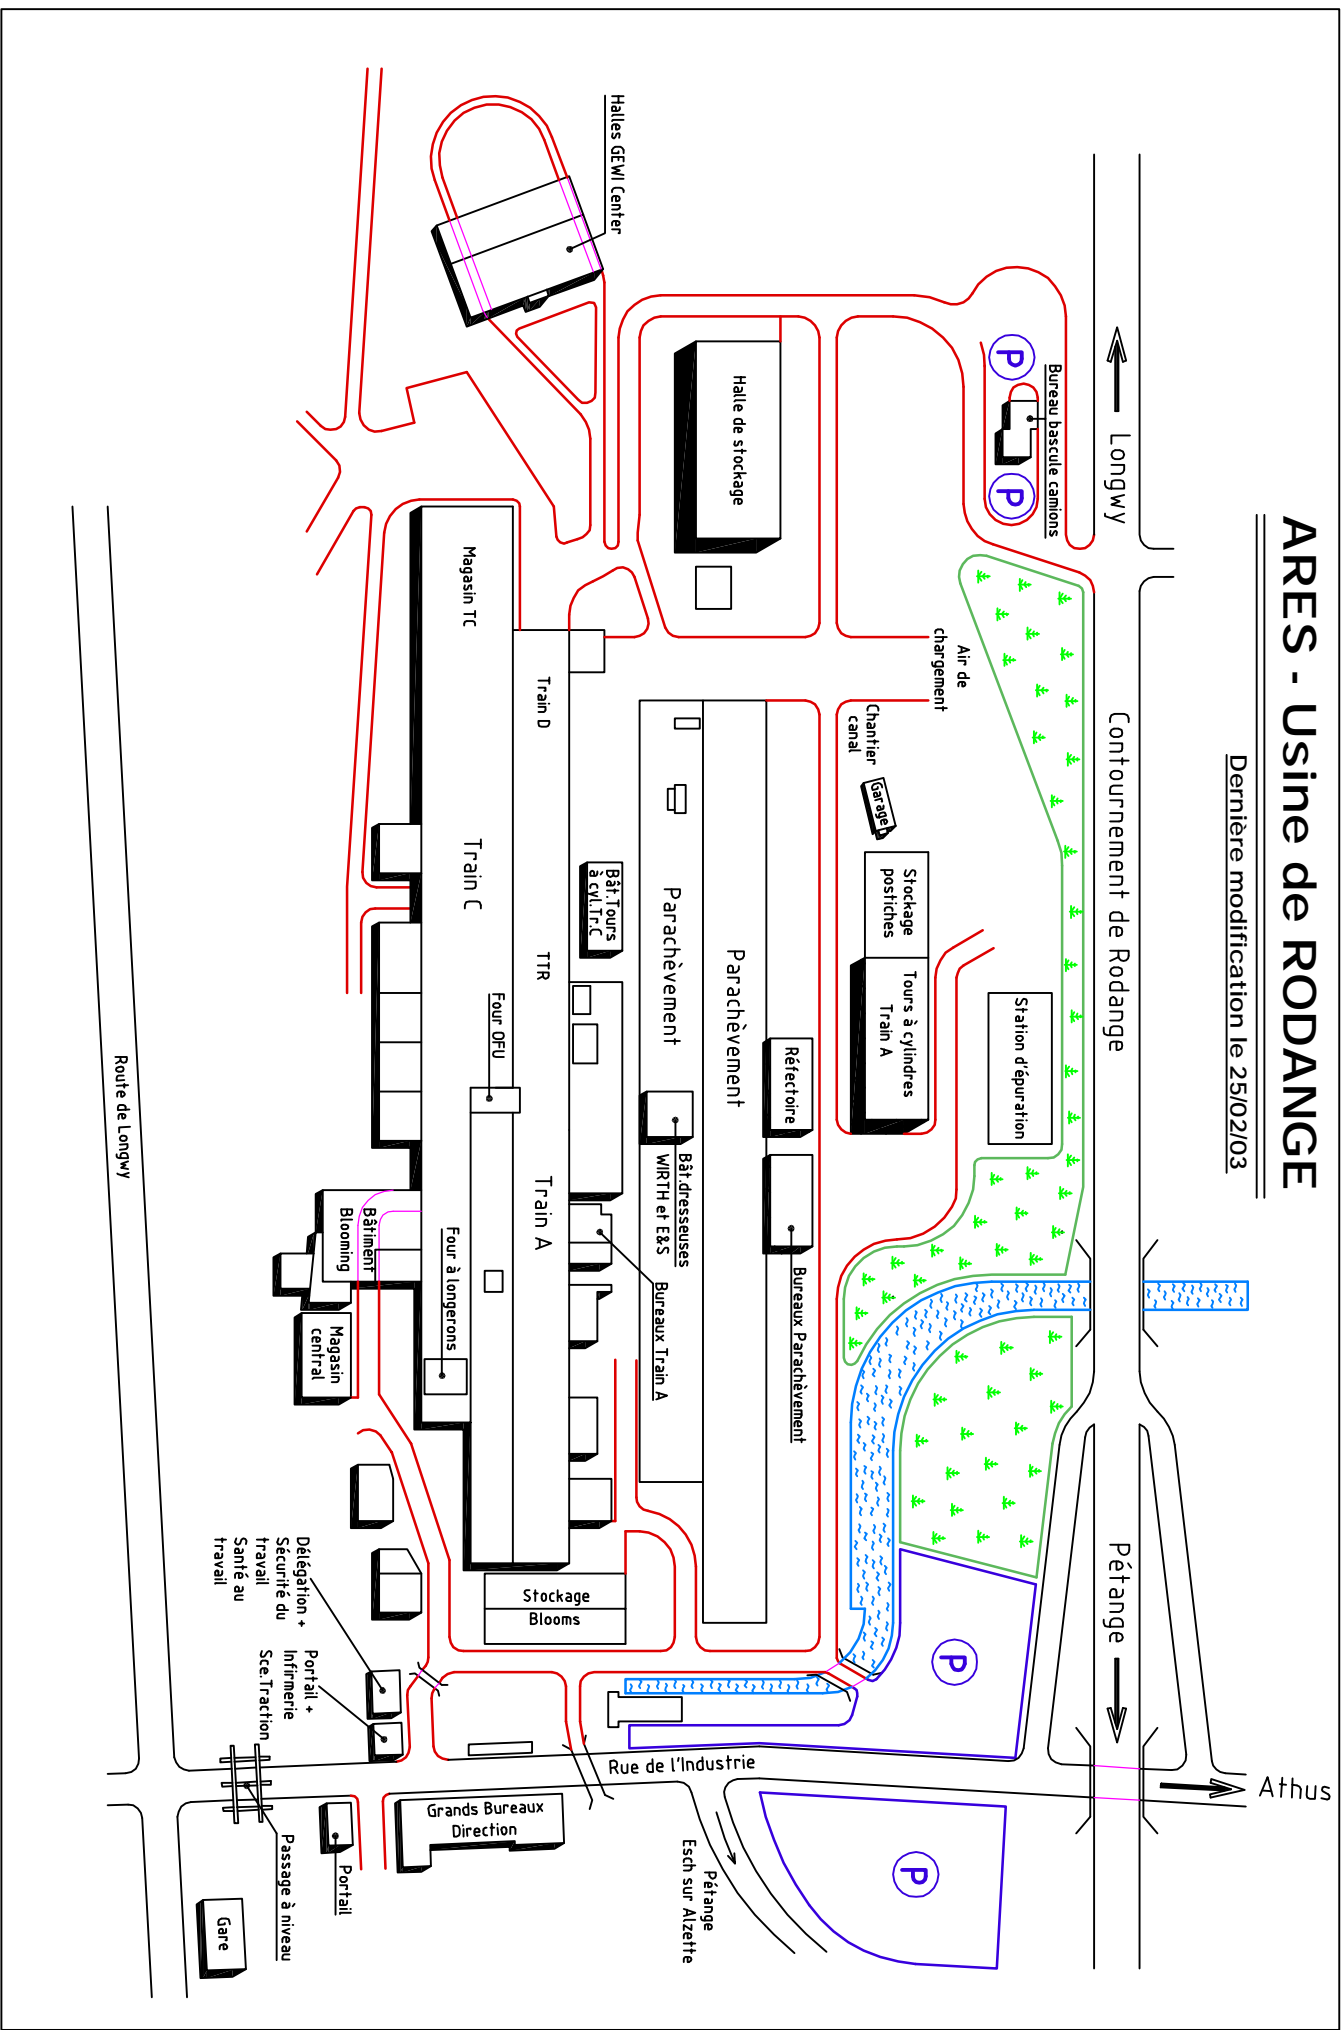 ARES - Usine de RODANGE
Dernière modification le 25/02/03
Longwy
Contournement de Rodange
Pétange
Athus
P
Bureau bascule camions
P
Halles GEWI Center
Halle de stockage
Air de
chargement
Chantier
canal
Garage
Stockage
postiches
Tours à cylindres
Train A
Station d'épuration
Réfectoire
Bureaux Parachèvement
Parachèvement
Parachèvement
Bât.dresseuses
WIRTH et E&S
Bureaux Train A
Bât.Tours
à cyl.Tr.C
Magasin TC
Train D
Train C
TTR
Four OFU
Train A
Four à longerons
Bâtiment
Blooming
Magasin
central
Stockage
Blooms
P
Délégation +
Sécurité du
travail
Santé au
travail
Portail +
Infirmerie
Sce.Traction
Rue de l'Industrie
Grands Bureaux
Direction
Pétange
Esch sur Alzette
P
Portail
Passage à niveau
Gare
Route de Longwy